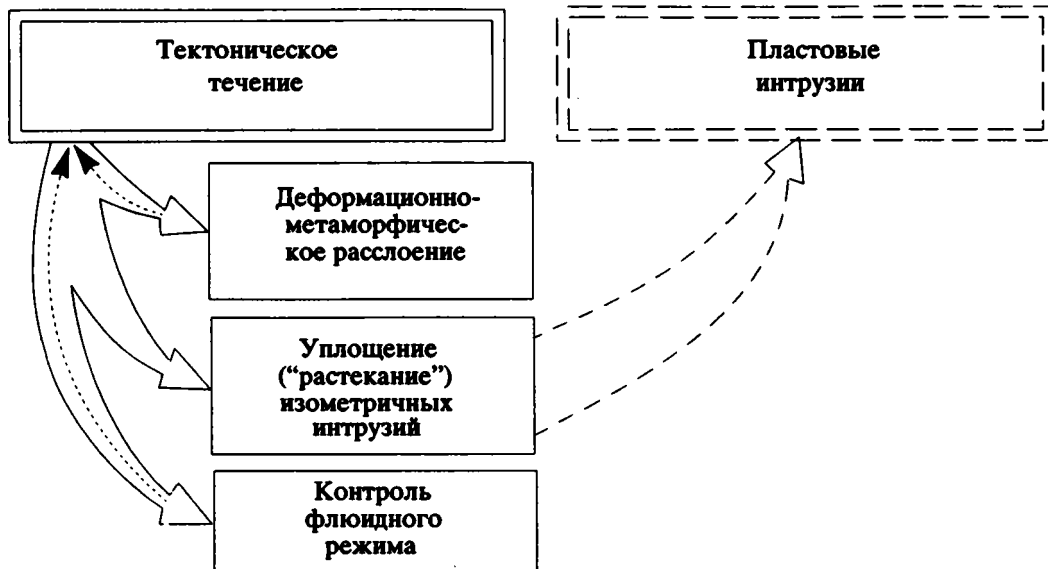 Тектоническое
течение
Пластовые
интрузии
Деформационно-
метаморфичес-
кое расслоение
Уплощение
(“растекание”)
изометричных
интрузий
Контроль
флюидного
режима